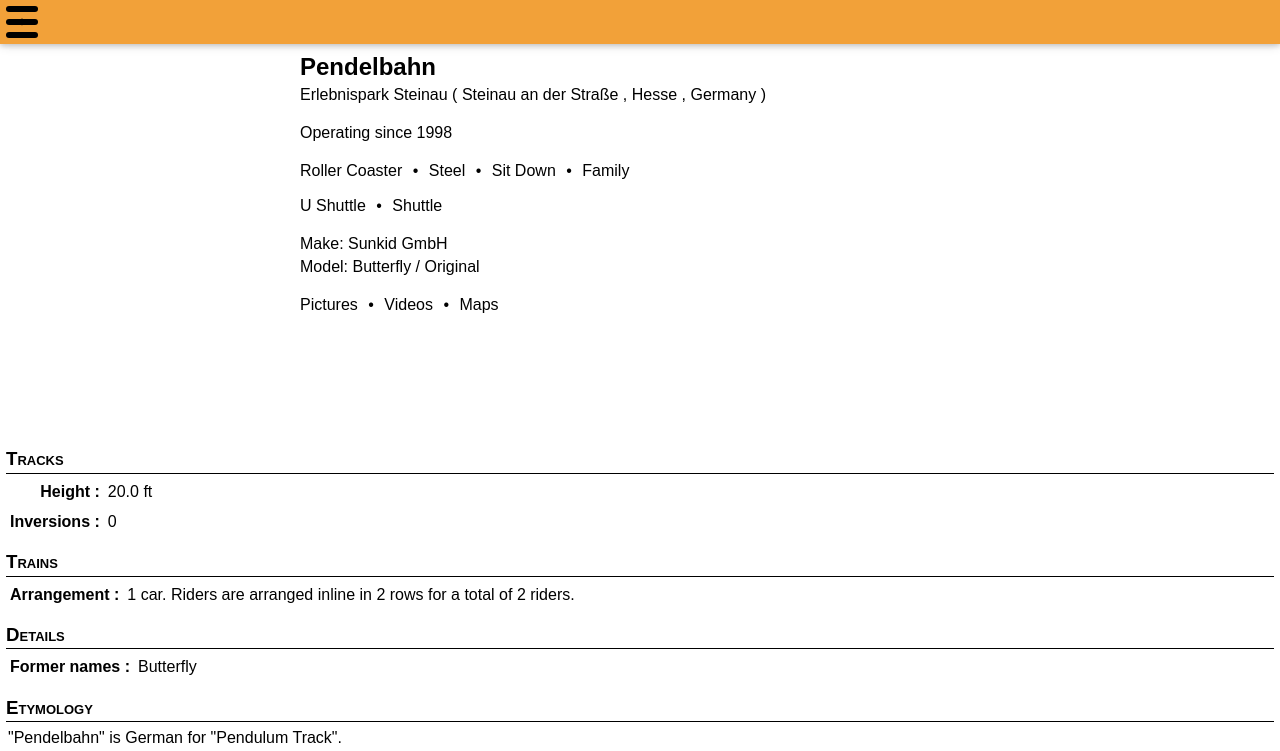 Pendelbahn
Erlebnispark Steinau ( Steinau an der Straße , Hesse , Germany )
Operating since 1998
Roller Coaster • Steel • Sit Down • Family
U Shuttle • Shuttle
Make: Sunkid GmbH
Model: Butterfly / Original
Pictures • Videos • Maps
Tracks
Height : 20.0 ft
Inversions : 0
Trains
Arrangement : 1 car. Riders are arranged inline in 2 rows for a total of 2 riders.
Details
Former names : Butterfly
Etymology
"Pendelbahn" is German for "Pendulum Track".